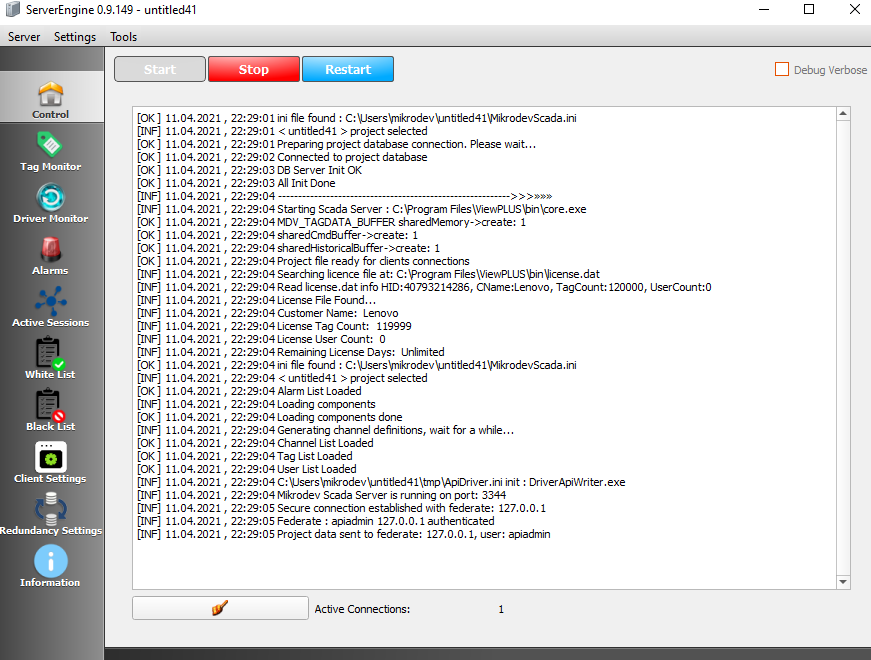 ServerEngine 0.9.149 - untitled41
Server Settings Tools
Start Stop Restart Debug Verbose
Control
Tag Monitor
Driver Monitor
Alarms
Active Sessions
White List
Black List
Client Settings
Redundancy Settings
Information
[OK ] 11.04.2021 , 22:29:01 ini file found : C:\Users\mikrodev\untitled41\MikrodevScada.ini
[INF] 11.04.2021 , 22:29:01 < untitled41 > project selected
[OK ] 11.04.2021 , 22:29:01 Preparing project database connection. Please wait...
[OK ] 11.04.2021 , 22:29:02 Connected to project database
[OK ] 11.04.2021 , 22:29:03 DB Server Init OK
[OK ] 11.04.2021 , 22:29:03 All Init Done
[INF] 11.04.2021 , 22:29:04 ---------------------------------------------------------->>>»»»
[INF] 11.04.2021 , 22:29:04 Starting Scada Server : C:\Program Files\ViewPLUS\bin\core.exe
[OK ] 11.04.2021 , 22:29:04 MDV_TAGDATA_BUFFER sharedMemory->create: 1
[OK ] 11.04.2021 , 22:29:04 sharedCmdBuffer->create: 1
[OK ] 11.04.2021 , 22:29:04 sharedHistoricalBuffer->create: 1
[OK ] 11.04.2021 , 22:29:04 Project file ready for clients connections
[INF] 11.04.2021 , 22:29:04 Searching licence file at: C:\Program Files\ViewPLUS\bin\license.dat
[INF] 11.04.2021 , 22:29:04 Read license.dat info HID:40793214286, CName:Lenovo, TagCount:120000, UserCount:0
[INF] 11.04.2021 , 22:29:04 License File Found...
[INF] 11.04.2021 , 22:29:04 Customer Name: Lenovo
[INF] 11.04.2021 , 22:29:04 License Tag Count: 119999
[INF] 11.04.2021 , 22:29:04 License User Count: 0
[INF] 11.04.2021 , 22:29:04 Remaining License Days: Unlimited
[OK ] 11.04.2021 , 22:29:04 ini file found : C:\Users\mikrodev\untitled41\MikrodevScada.ini
[INF] 11.04.2021 , 22:29:04 < untitled41 > project selected
[OK ] 11.04.2021 , 22:29:04 Alarm List Loaded
[INF] 11.04.2021 , 22:29:04 Loading components
[OK ] 11.04.2021 , 22:29:04 Loading components done
[INF] 11.04.2021 , 22:29:04 Generating channel definitions, wait for a while...
[OK ] 11.04.2021 , 22:29:04 Channel List Loaded
[OK ] 11.04.2021 , 22:29:04 Tag List Loaded
[OK ] 11.04.2021 , 22:29:04 User List Loaded
[INF] 11.04.2021 , 22:29:04 C:\Users\mikrodev\untitled41\tmp\ApiDriver.ini init : DriverApiWriter.exe
[OK ] 11.04.2021 , 22:29:04 Mikrodev Scada Server is running on port: 3344
[INF] 11.04.2021 , 22:29:05 Secure connection established with federate: 127.0.0.1
[INF] 11.04.2021 , 22:29:05 Federate : apiadmin 127.0.0.1 authenticated
[INF] 11.04.2021 , 22:29:05 Project data sent to federate: 127.0.0.1, user: apiadmin
Active Connections: 1